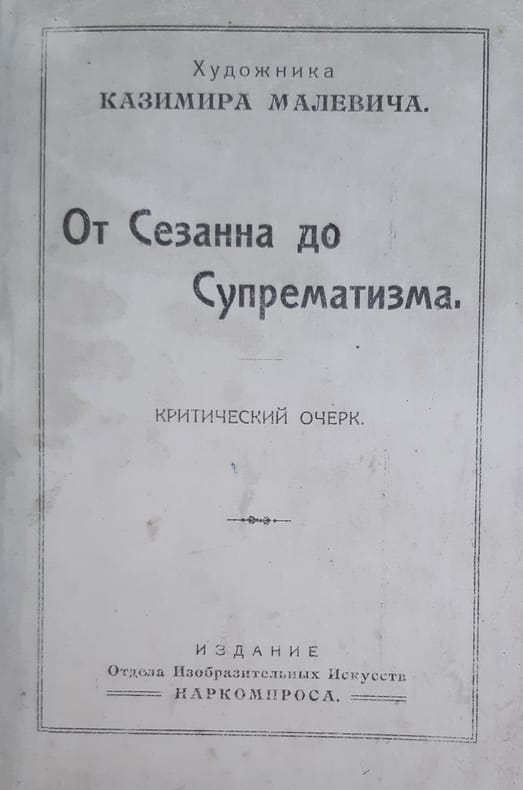 Художника
КАЗИМИРА МАЛЕВИЧА.
От Сезанна до
Супрематизма.
КРИТИЧЕСКИЙ ОЧЕРК.
ИЗДАНИЕ
Отдела Изобразительных Искусств
НАРКОМПРОСА.